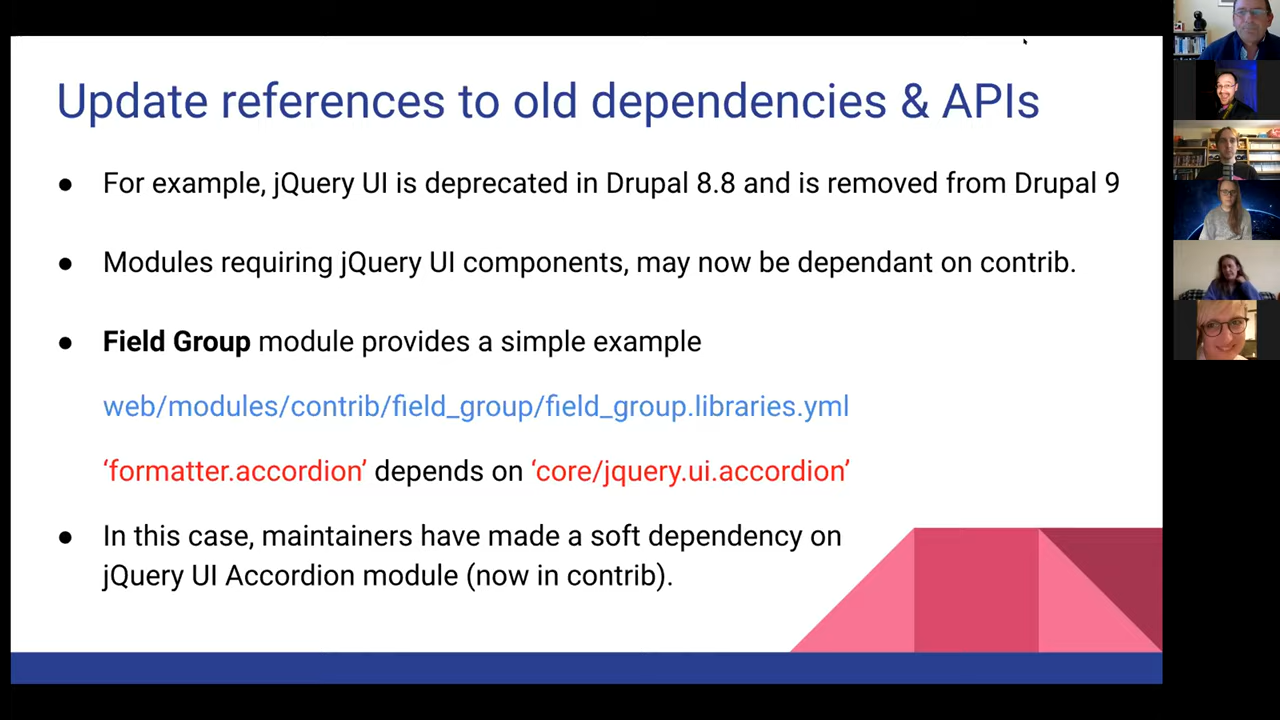 Update references to old dependencies & APIs
● For example, jQuery UI is deprecated in Drupal 8.8 and is removed from Drupal 9
● Modules requiring jQuery UI components, may now be dependant on contrib.
● Field Group module provides a simple example
web/modules/contrib/field_group/field_group.libraries.yml
‘formatter.accordion’ depends on ‘core/jquery.ui.accordion’
● In this case, maintainers have made a soft dependency on
jQuery UI Accordion module (now in contrib).